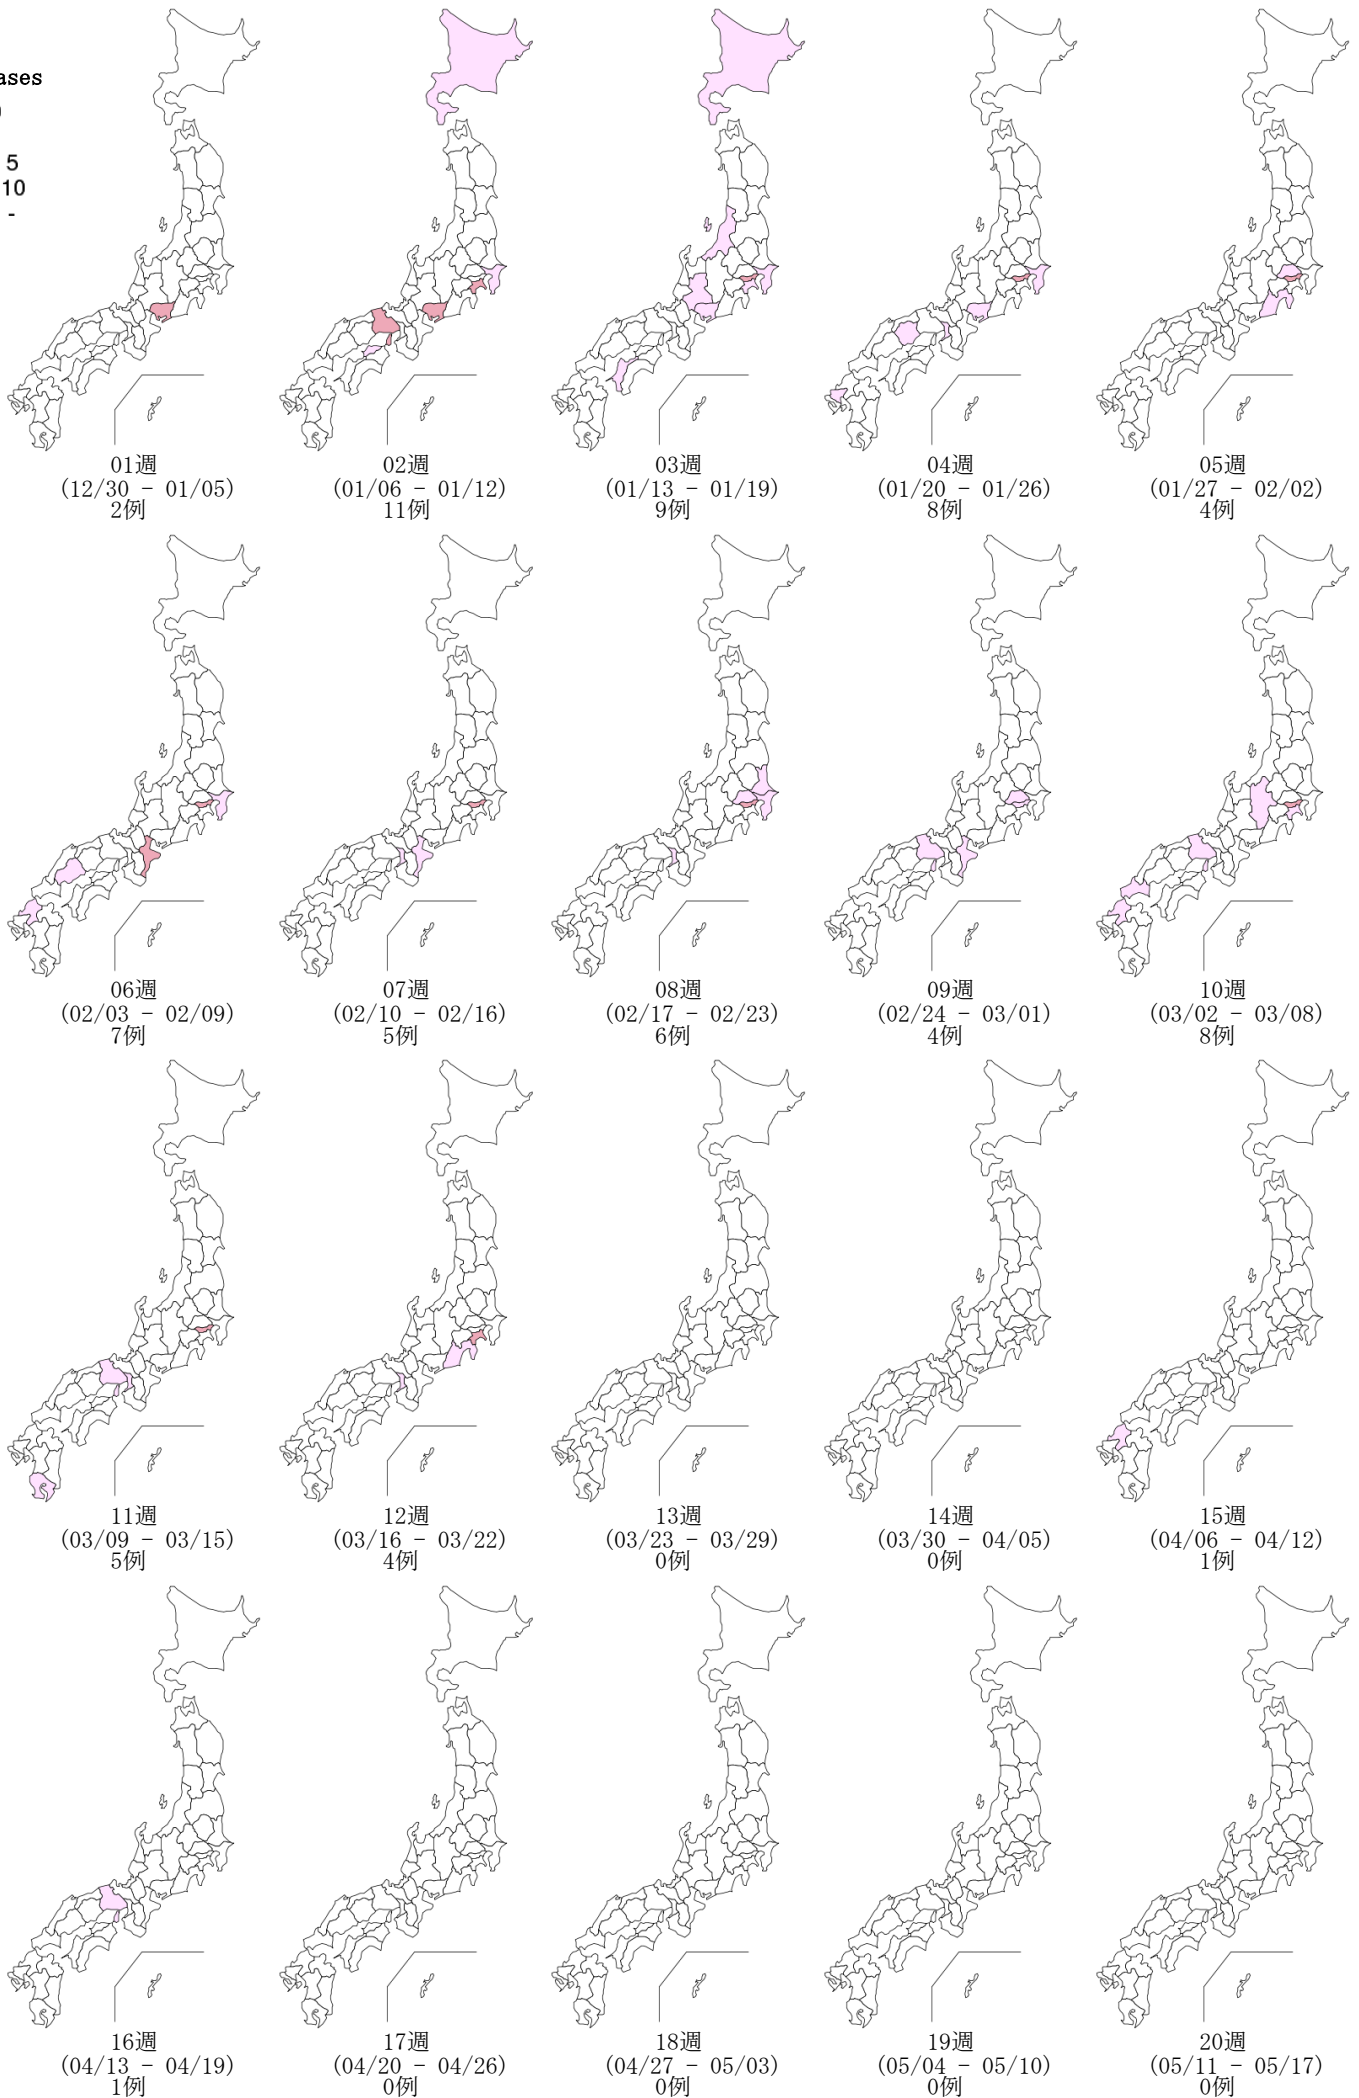 ases
5
10
-
01週
(12/30 - 01/05)
2例
02週
(01/06 - 01/12)
11例
03週
(01/13 - 01/19)
9例
04週
(01/20 - 01/26)
8例
05週
(01/27 - 02/02)
4例
06週
(02/03 - 02/09)
7例
07週
(02/10 - 02/16)
5例
08週
(02/17 - 02/23)
6例
09週
(02/24 - 03/01)
4例
10週
(03/02 - 03/08)
8例
11週
(03/09 - 03/15)
5例
12週
(03/16 - 03/22)
4例
13週
(03/23 - 03/29)
0例
14週
(03/30 - 04/05)
0例
15週
(04/06 - 04/12)
1例
16週
(04/13 - 04/19)
1例
17週
(04/20 - 04/26)
0例
18週
(04/27 - 05/03)
0例
19週
(05/04 - 05/10)
0例
20週
(05/11 - 05/17)
0例